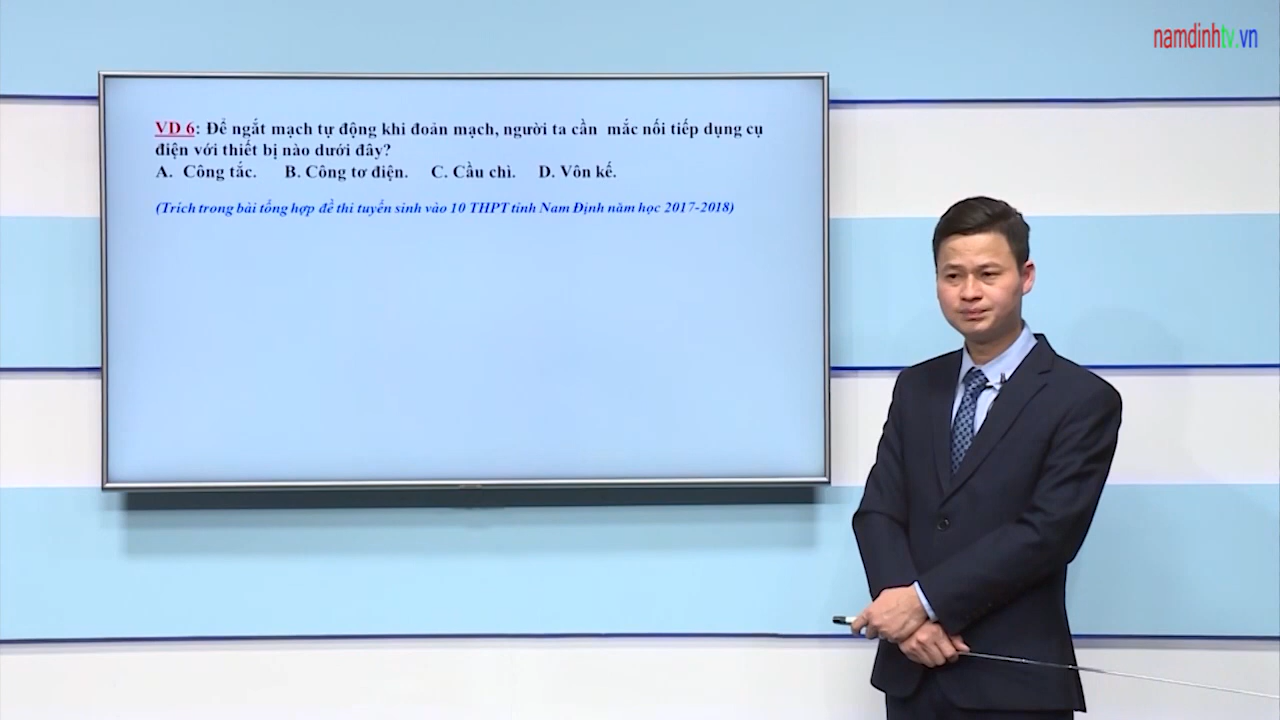 namdinhtv.vn
VD 6: Để ngắt mạch tự động khi đoản mạch, người ta cần mắc nối tiếp dụng cụ
điện với thiết bị nào dưới đây?
A. Công tắc. B. Công tơ điện. C. Cầu chì. D. Vôn kế.
(Trích trong bài tổng hợp đề thi tuyển sinh vào 10 THPT tỉnh Nam Định năm học 2017-2018)